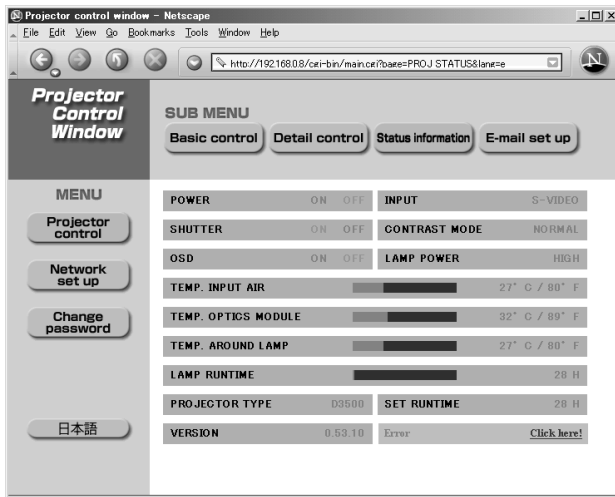 Projector control window - Netscape
File Edit View Go Bookmarks Tools Window Help
http://192.168.0.8/cgi-bin/main.cgi?page=PROJ STATUS&lang=e
Projector
Control
Window
SUB MENU
Basic control Detail control Status information E-mail set up
MENU
Projector
control
Network
set up
Change
password
日本語
POWER ON OFF INPUT S-VIDEO
SHUTTER ON OFF CONTRAST MODE NORMAL
OSD ON OFF LAMP POWER HIGH
TEMP. INPUT AIR 27° C / 80° F
TEMP. OPTICS MODULE 32° C / 89° F
TEMP. AROUND LAMP 27° C / 80° F
LAMP RUNTIME 28 H
PROJECTOR TYPE D3500 SET RUNTIME 28 H
VERSION 0.53.10 Error Click here!